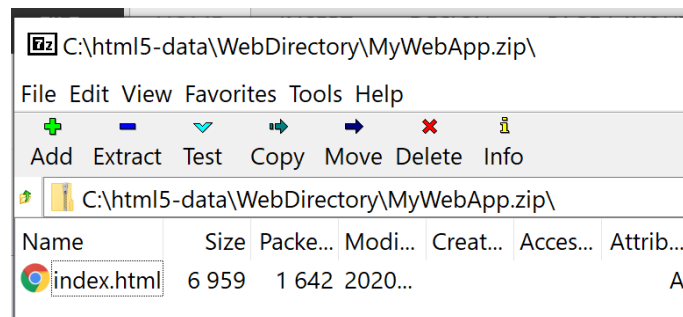 7z C:\html5-data\WebDirectory\MyWebApp.zip\
File Edit View Favorites Tools Help
Add Extract Test Copy Move Delete Info
C:\html5-data\WebDirectory\MyWebApp.zip\
Name Size Packe... Modi... Creat... Acces... Attrib...
index.html 6 959 1 642 2020... A